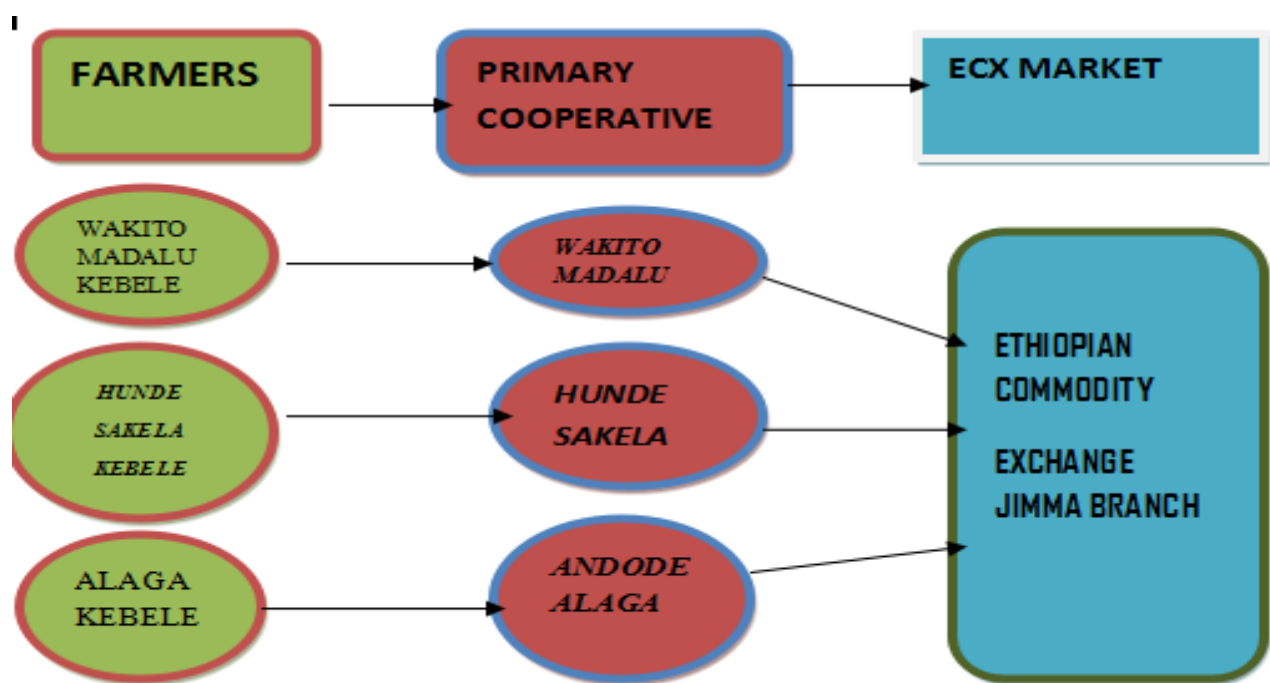 FARMERS
PRIMARY
COOPERATIVE
ECX MARKET
WAKITO
MADALU
KEBELE
WAKITO
MADALU
HUNDE
SAKELA
KEBELE
HUNDE
SAKELA
ALAGA
KEBELE
ANDODE
ALAGA
ETHIOPIAN
COMMODITY
EXCHANGE
JIMMA BRANCH